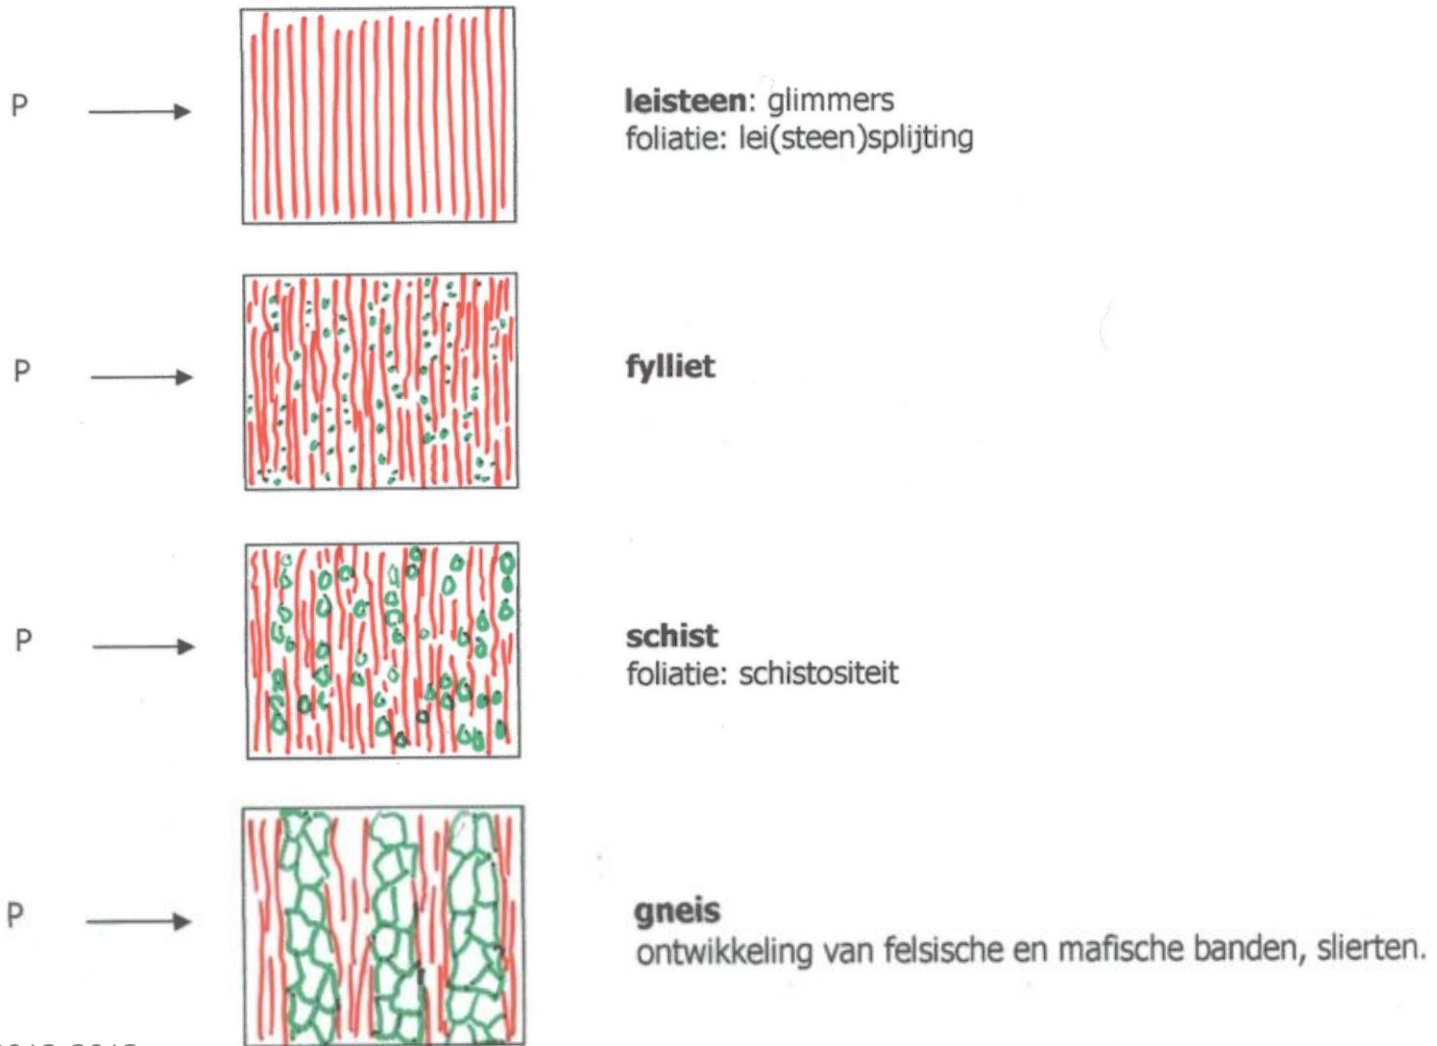 P
leisteen: glimmers
foliatie: lei(steen)splijting
P
fylliet
P
schist
foliatie: schistositeit
P
gneis
ontwikkeling van felsische en mafische banden, slierten.